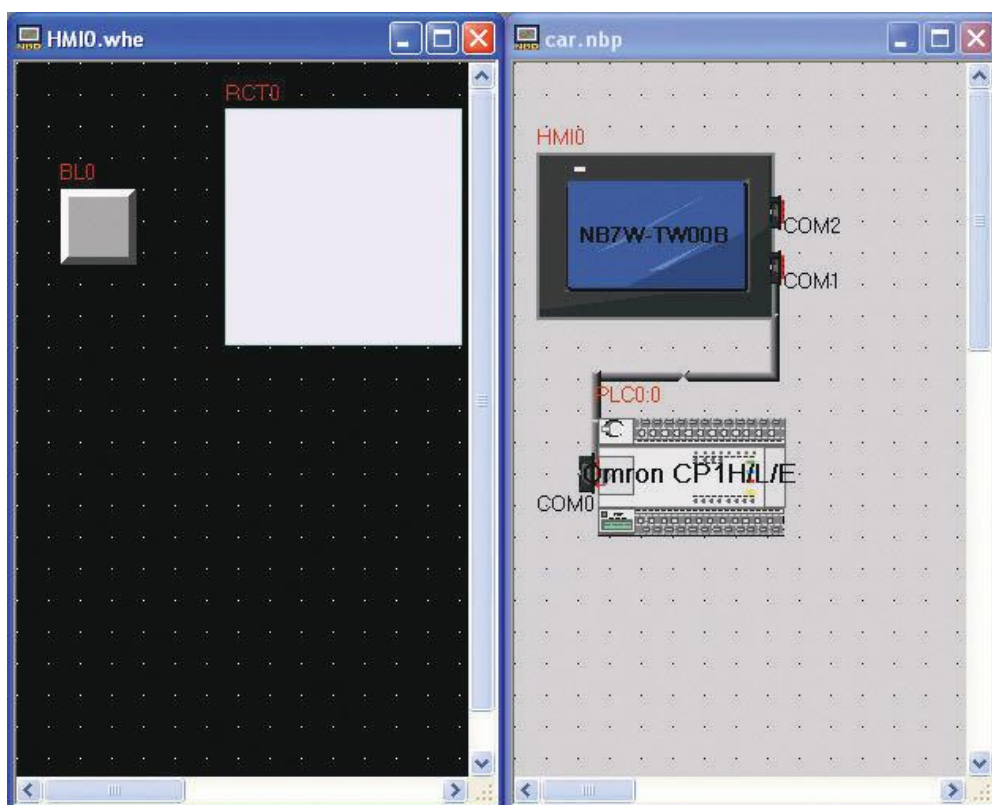 HMI0.whe
RCT0
BL0
car.nbp
HMI0
NB7W-TW00B
COM2
COM1
PLC0:0
Omron CP1H/L/E
COM0